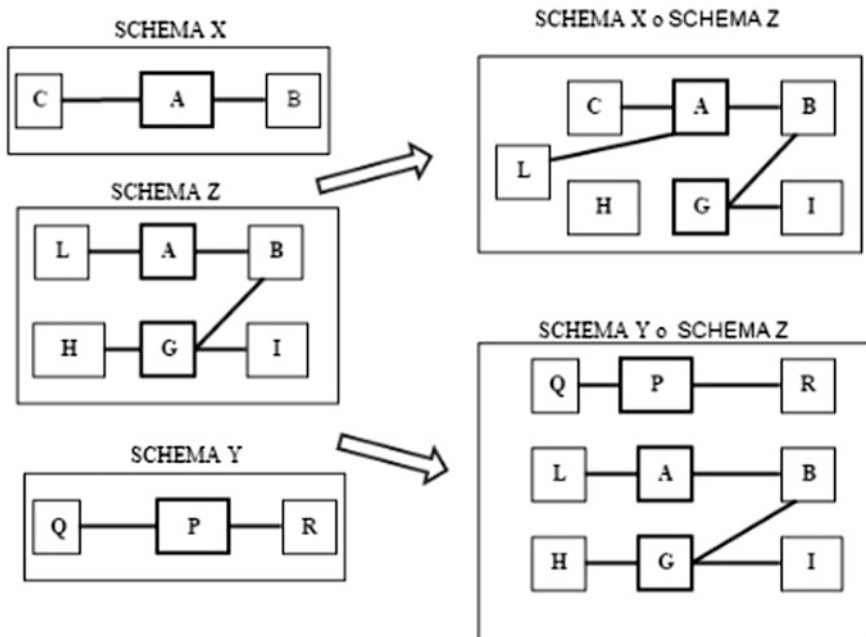 SCHEMA X
C A B
SCHEMA Z
L A B
H G I
SCHEMA Y
Q P R
SCHEMA X o SCHEMA Z
C A B
L
H G I
SCHEMA Y o SCHEMA Z
Q P R
L A B
H G I